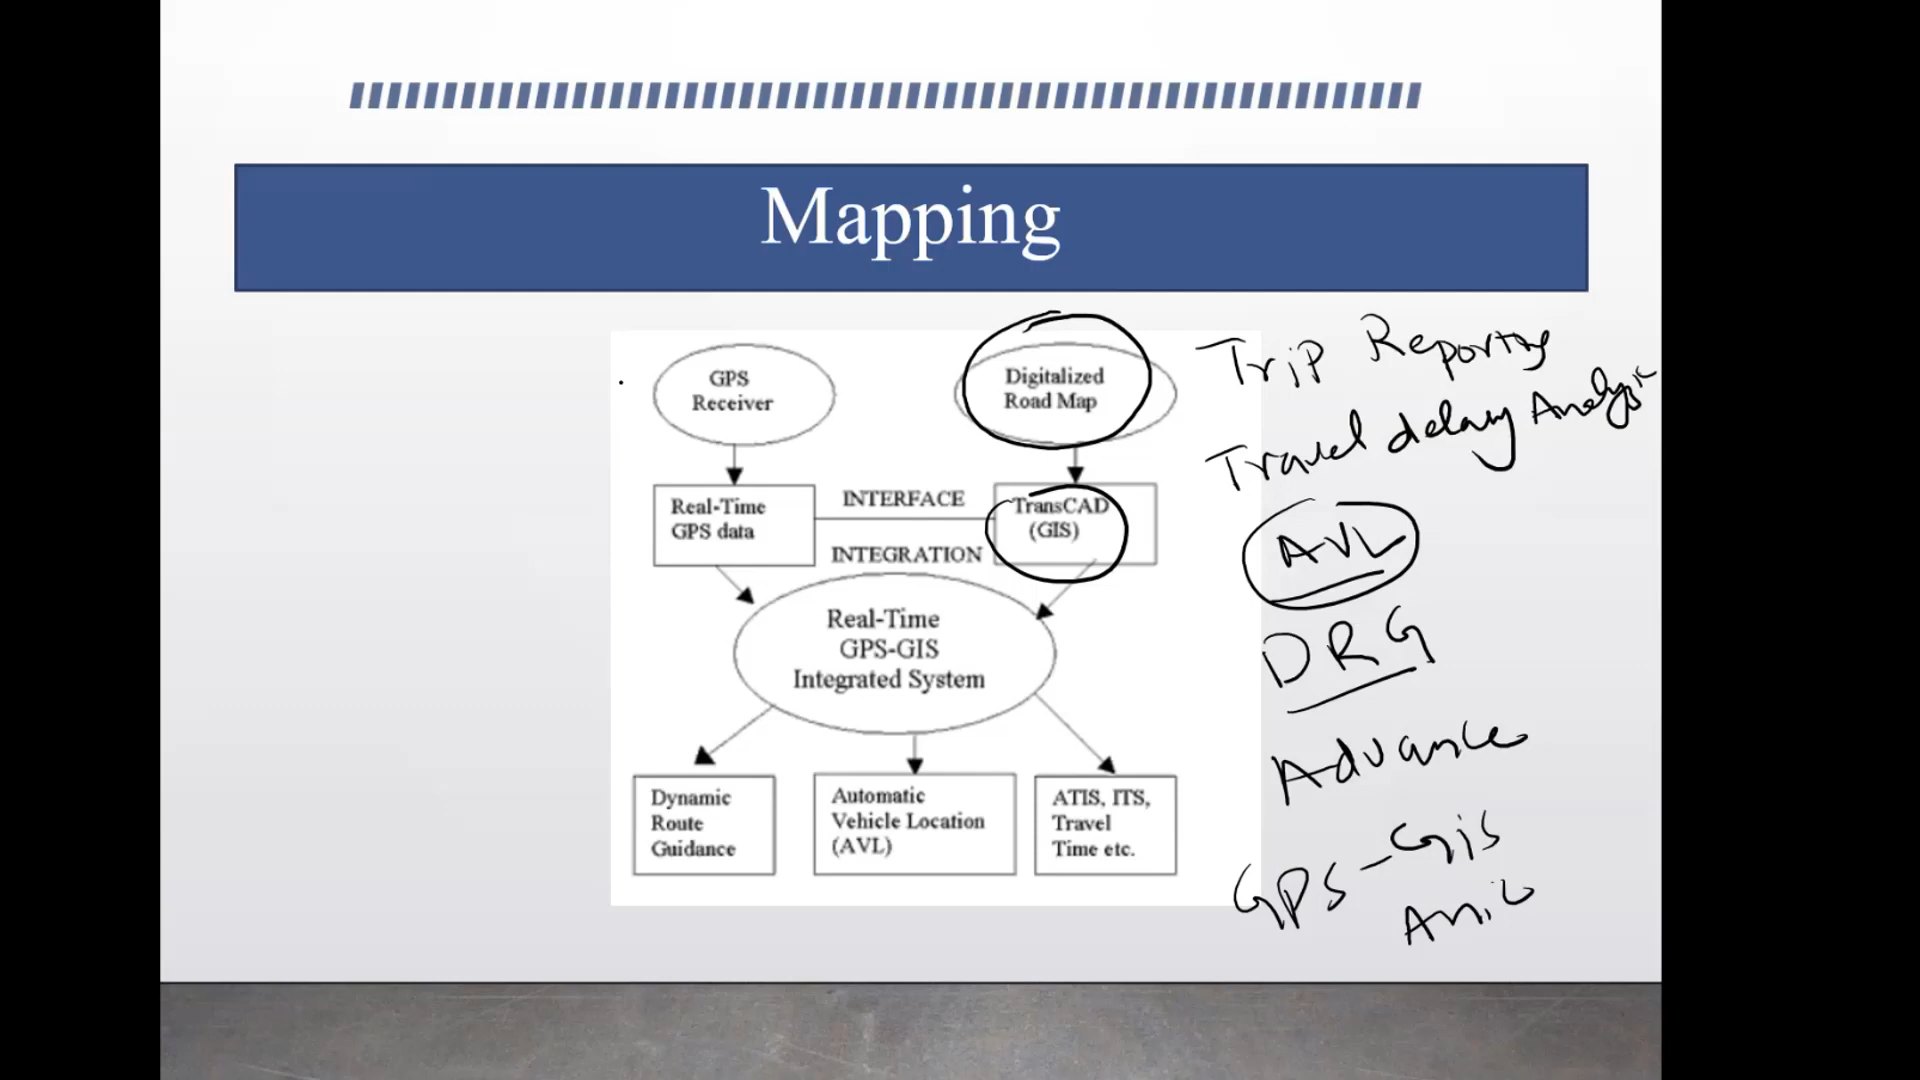 Mapping
GPS
Receiver
Digitalized
Road Map
Real-Time
GPS data
INTERFACE
INTEGRATION
TransCAD
(GIS)
Real-Time
GPS-GIS
Integrated System
Dynamic
Route
Guidance
Automatic
Vehicle Location
(AVL)
ATIS, ITS,
Travel
Time etc.
Trip Reporting
Travel delay Analysis
AVL
DRG
Advance
GPS-GIS